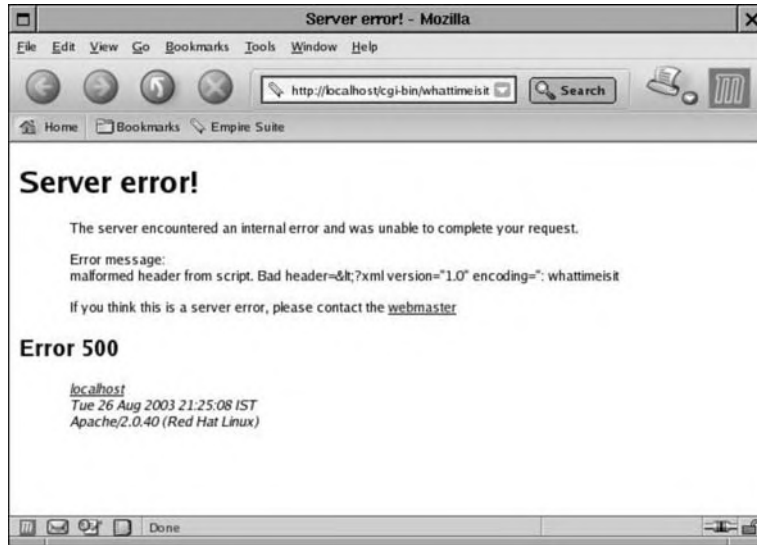 Server error! - Mozilla
File Edit View Go Bookmarks Tools Window Help
http://localhost/cgi-bin/whattimeisit Search
Home Bookmarks Empire Suite
Server error!
The server encountered an internal error and was unable to complete your request.
Error message:
malformed header from script. Bad header=&lt;?xml version="1.0" encoding=": whattimeisit
If you think this is a server error, please contact the webmaster
Error 500
localhost
Tue 26 Aug 2003 21:25:08 IST
Apache/2.0.40 (Red Hat Linux)
Done